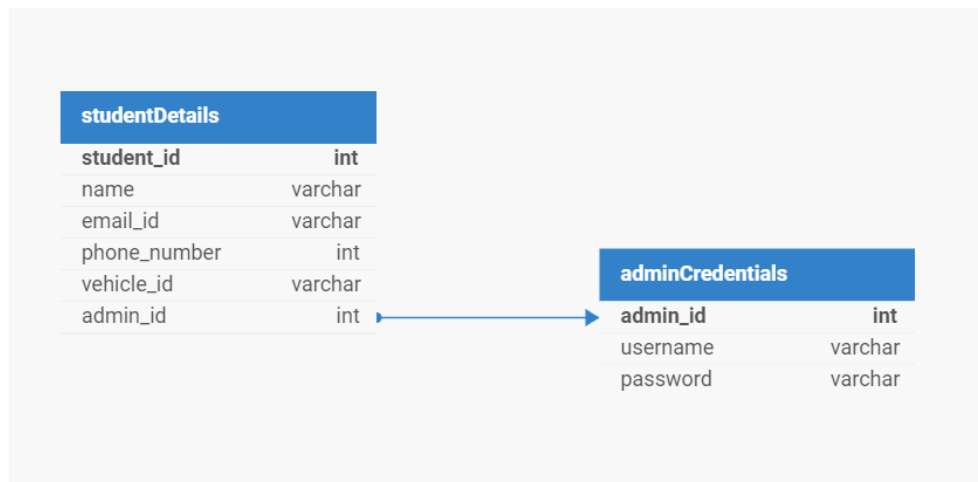 studentDetails
student_id int
name varchar
email_id varchar
phone_number int
vehicle_id varchar
admin_id int
adminCredentials
admin_id int
username varchar
password varchar